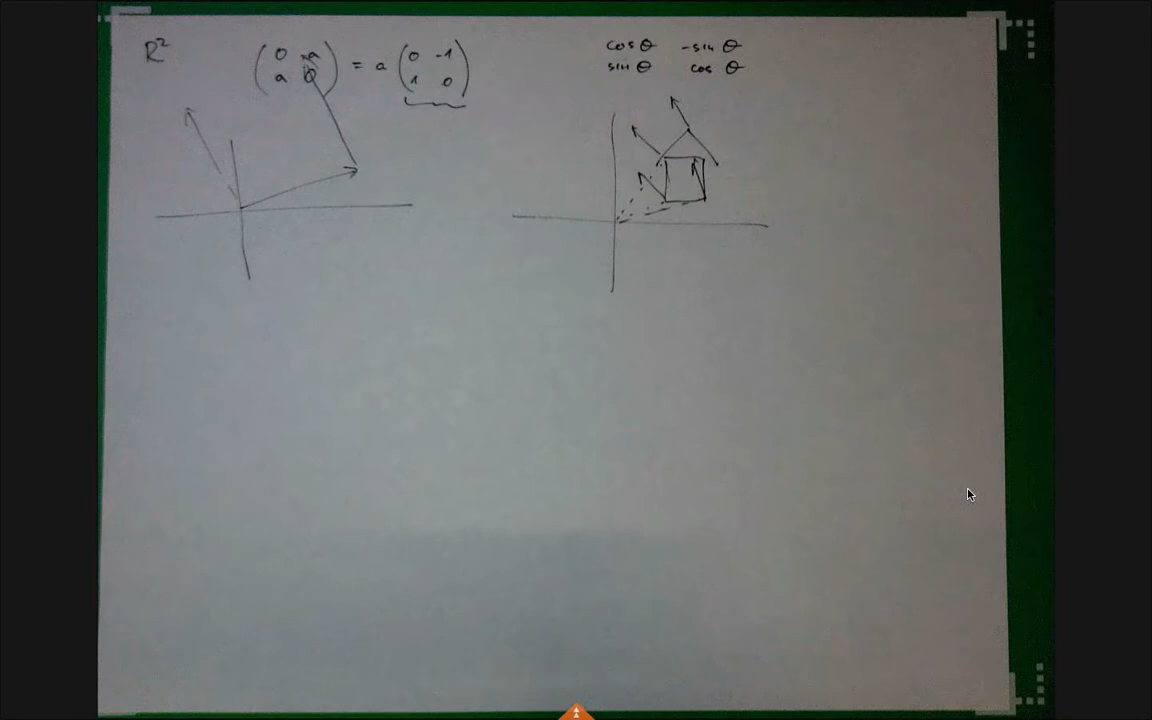 R²
( 0 -a ) = a ( 0 -1 )
( a 0 ) ( 1 0 )
cos θ -sin θ
sin θ cos θ